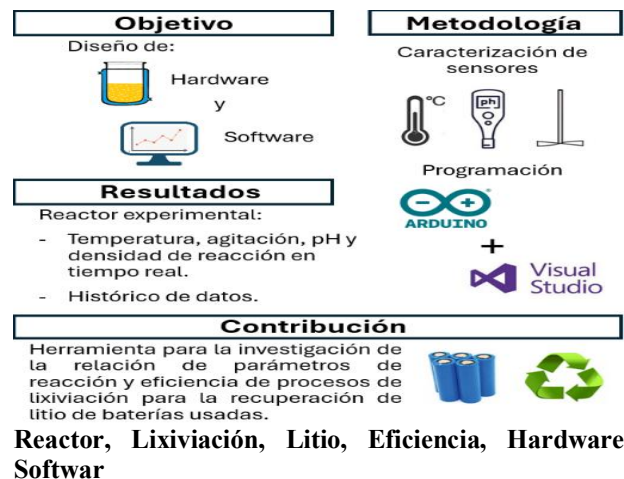 Objetivo
Diseño de:
Hardware
y
Software
Resultados
Reactor experimental:
- Temperatura, agitación, pH y
densidad de reacción en
tiempo real.
- Histórico de datos.
Metodología
Caracterización de
sensores
°C
ph
Programación
ARDUINO
+
Visual
Studio
Contribución
Herramienta para la investigación de
la relación de parámetros de
reacción y eficiencia de procesos de
lixiviación para la recuperación de
litio de baterías usadas.
Reactor, Lixiviación, Litio, Eficiencia, Hardware
Softwar